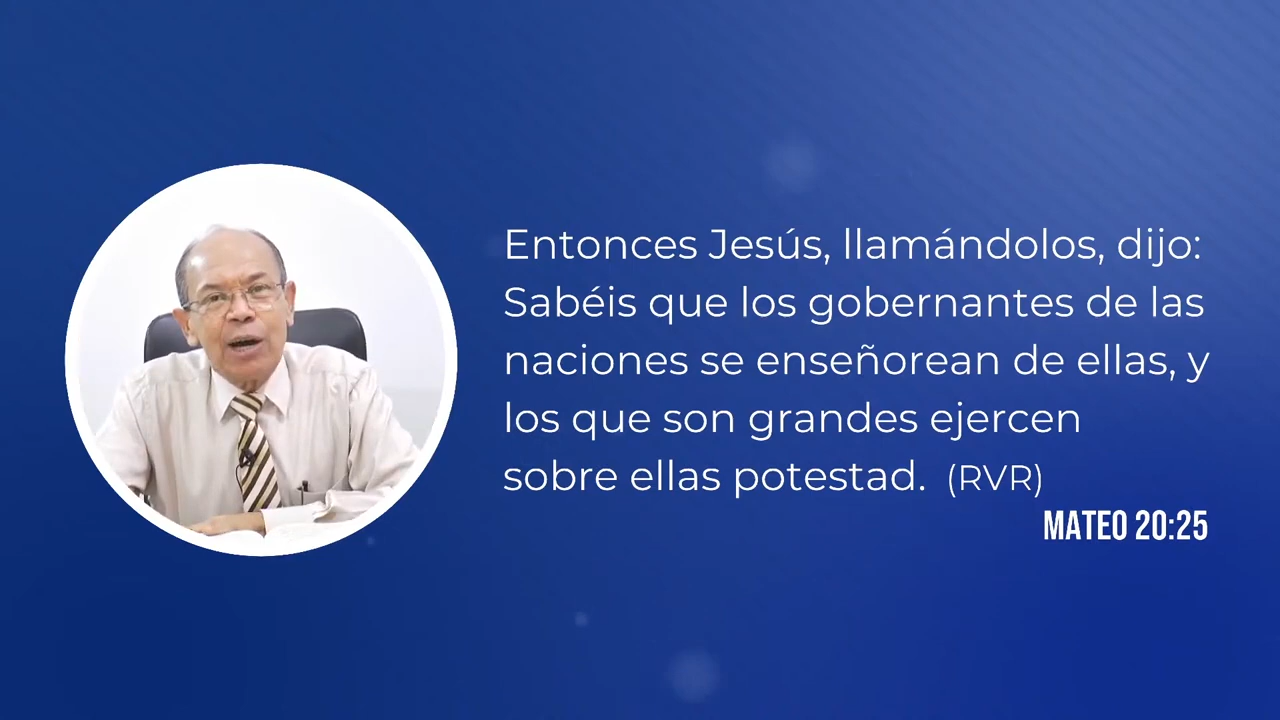 Entonces Jesús, llamándolos, dijo:
Sabéis que los gobernantes de las
naciones se enseñorean de ellas, y
los que son grandes ejercen
sobre ellas potestad. (RVR)
MATEO 20:25